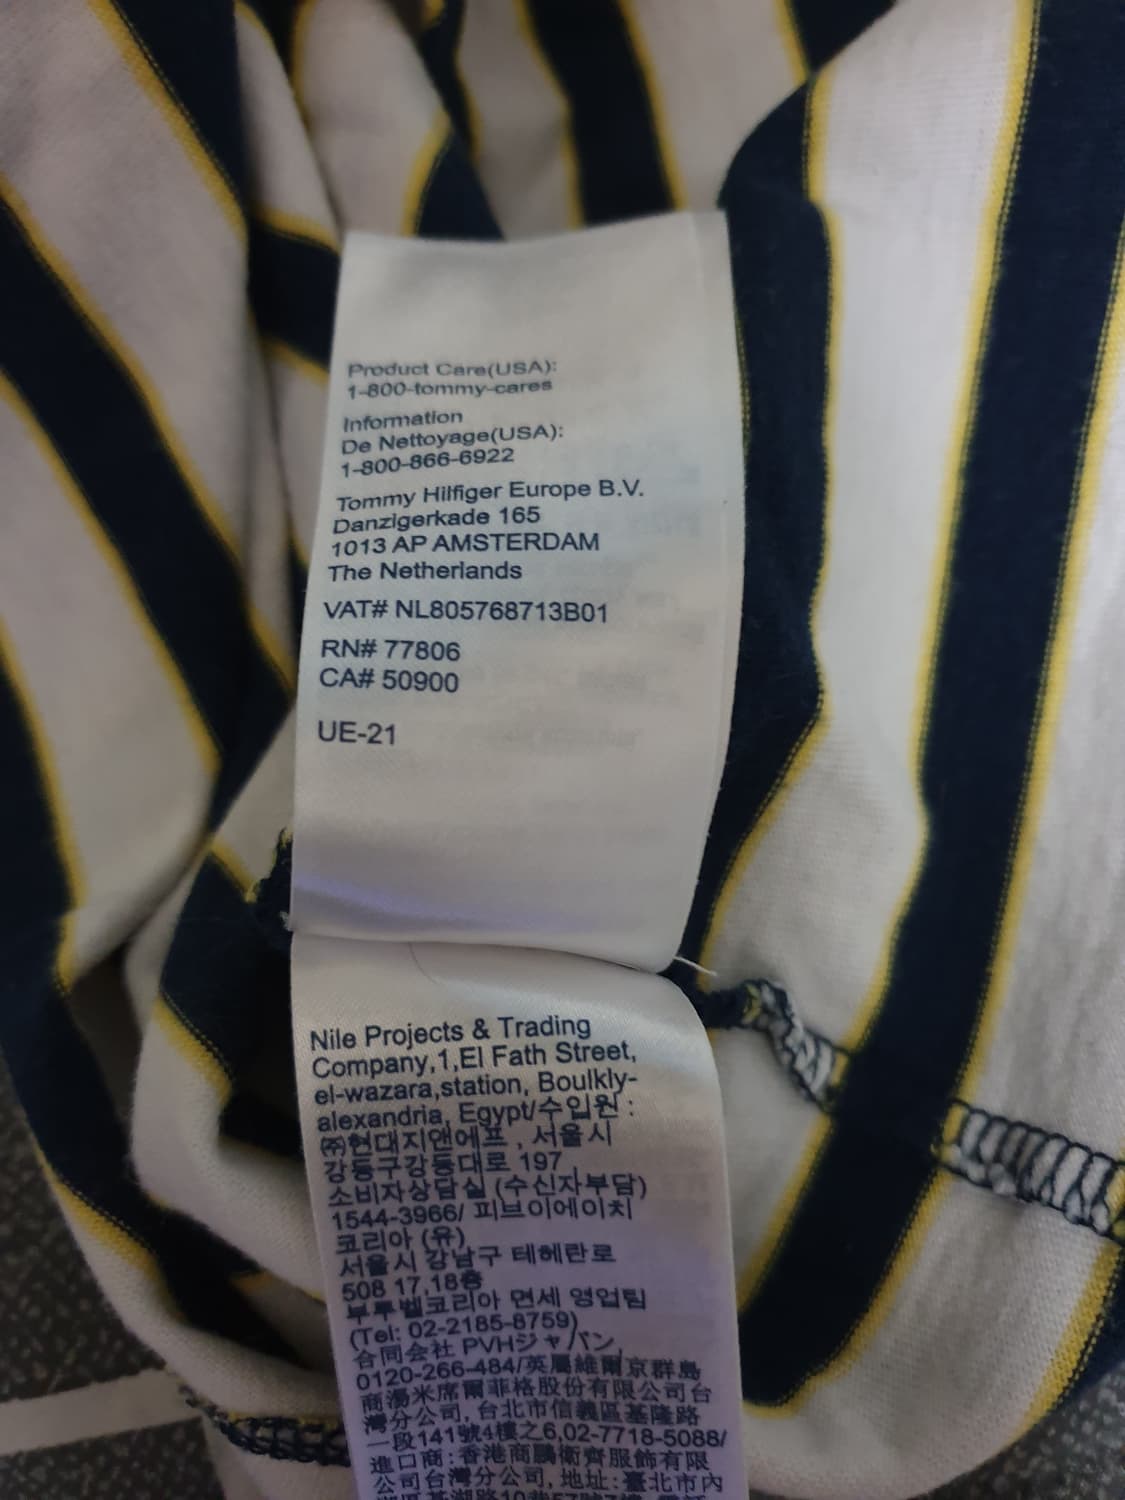 Product Care(USA):
1-800-tommy-cares
Information
De Nettoyage(USA):
1-800-866-6922
Tommy Hilfiger Europe B.V.
Danzigerkade 165
1013 AP AMSTERDAM
The Netherlands
VAT# NL805768713B01
RN# 77806
CA# 50900
UE-21
Nile Projects & Trading
Company,1,El Fath Street,
el-wazara,station, Boulkly-
alexandria, Egypt/수입원 :
㈜현대지앤에프 , 서울시
강동구강동대로 197
소비자상담실 (수신자부담)
1544-3966/ 피브이에이치
코리아 (유)
서울시 강남구 테헤란로
508 17,18층
부루벨코리아 면세 영업팀
(Tel: 02-2185-8759)
合同会社 PVHジャパン,
0120-266-484/英屬維爾京群島
商湯米席爾菲格股份有限公司台
灣分公司, 台北市信義區基隆路
一段141號4樓之6,02-7718-5088/
進口商:香港商鵬衛齊服飾有限
公司台灣分公司, 地址:臺北市內